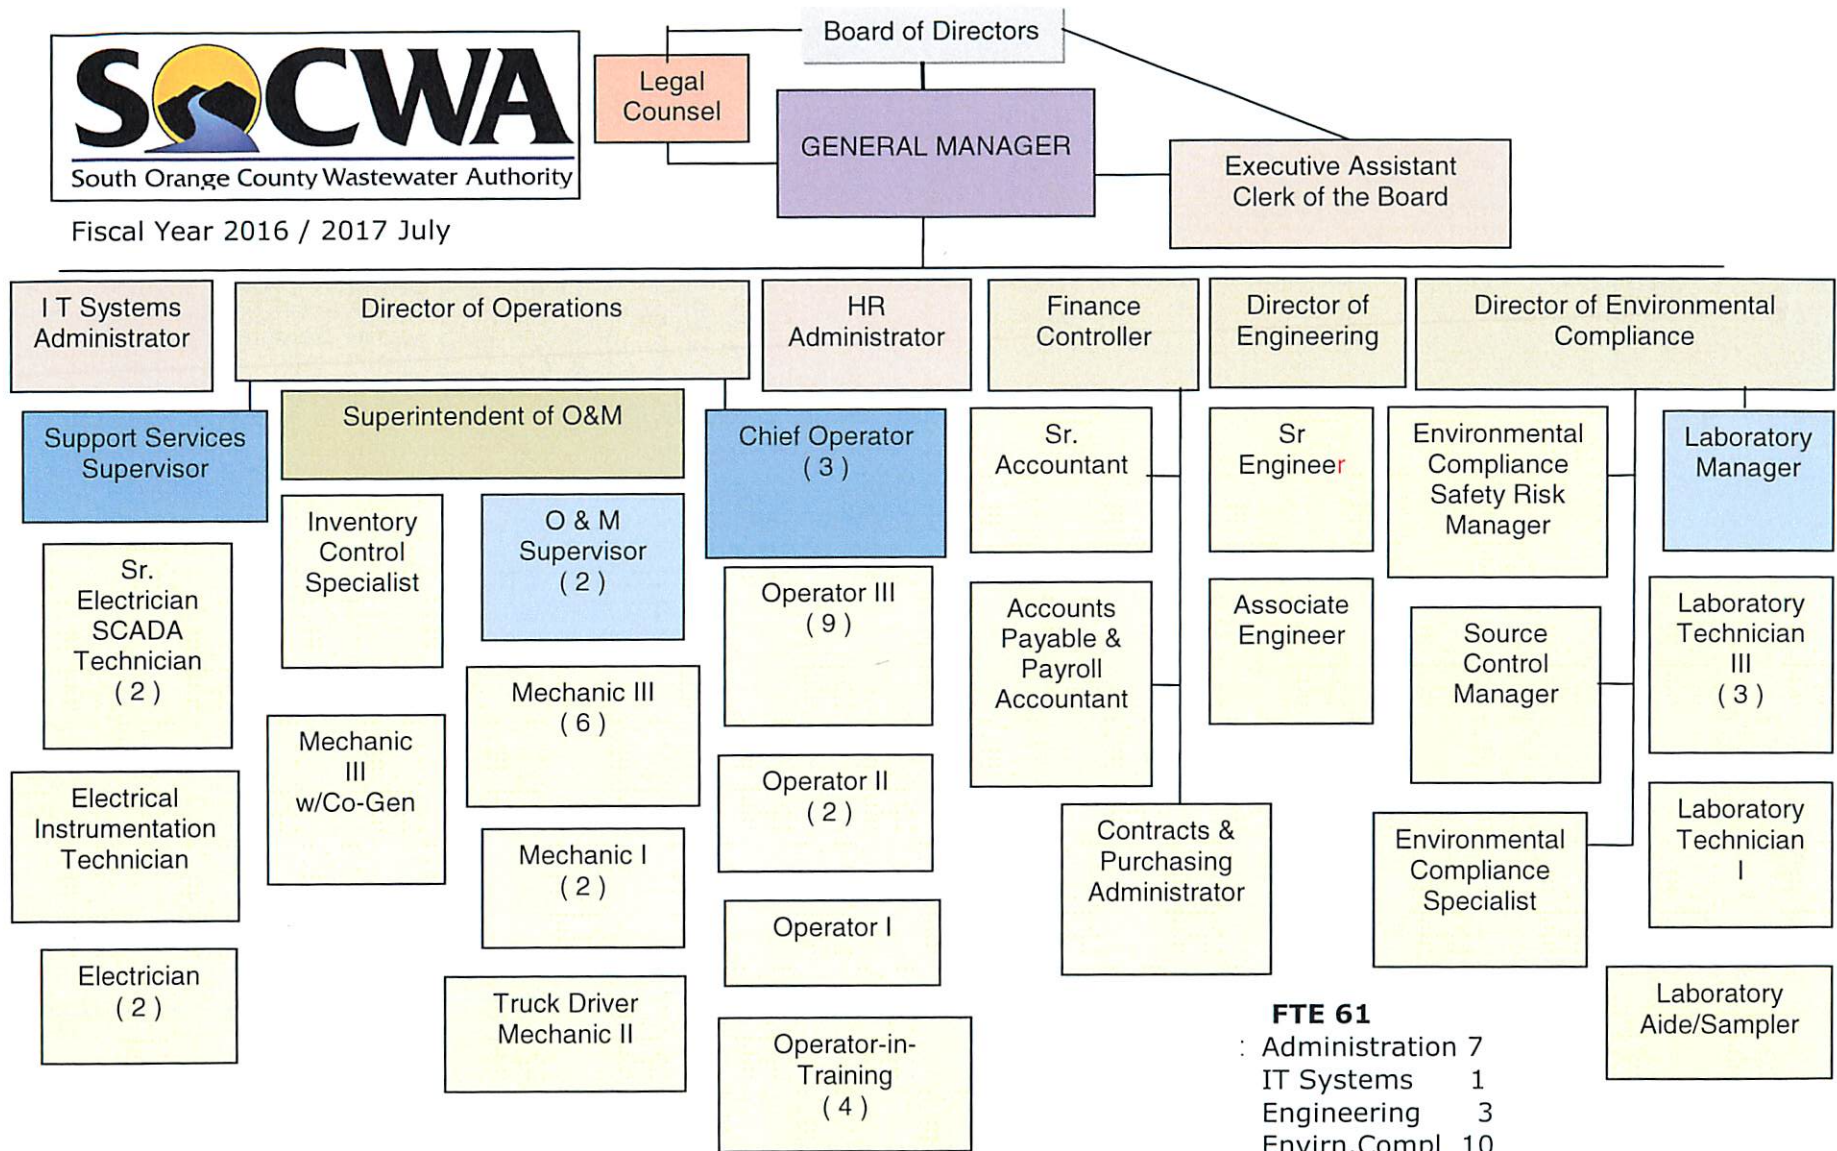 Board of Directors
SOCWA
South Orange County Wastewater Authority
Legal
Counsel
GENERAL MANAGER
Executive Assistant
Clerk of the Board
Fiscal Year 2016 / 2017 July
I T Systems
Administrator
Director of Operations
HR
Administrator
Finance
Controller
Director of
Engineering
Director of Environmental
Compliance
Support Services
Supervisor
Superintendent of O&M
Chief Operator
( 3 )
Sr.
Accountant
Sr
Engineer
Environmental
Compliance
Safety Risk
Manager
Laboratory
Manager
Sr.
Electrician
SCADA
Technician
( 2 )
Inventory
Control
Specialist
O & M
Supervisor
( 2 )
Operator III
( 9 )
Accounts
Payable &
Payroll
Accountant
Associate
Engineer
Source
Control
Manager
Laboratory
Technician
III
( 3 )
Mechanic
III
w/Co-Gen
Mechanic III
( 6 )
Operator II
( 2 )
Electrical
Instrumentation
Technician
Mechanic I
( 2 )
Contracts &
Purchasing
Administrator
Environmental
Compliance
Specialist
Laboratory
Technician
I
Operator I
Electrician
( 2 )
Truck Driver
Mechanic II
Operator-in-
Training
( 4 )
Laboratory
Aide/Sampler
FTE 61
: Administration 7
IT Systems 1
Engineering 3
Envirn.Compl 10